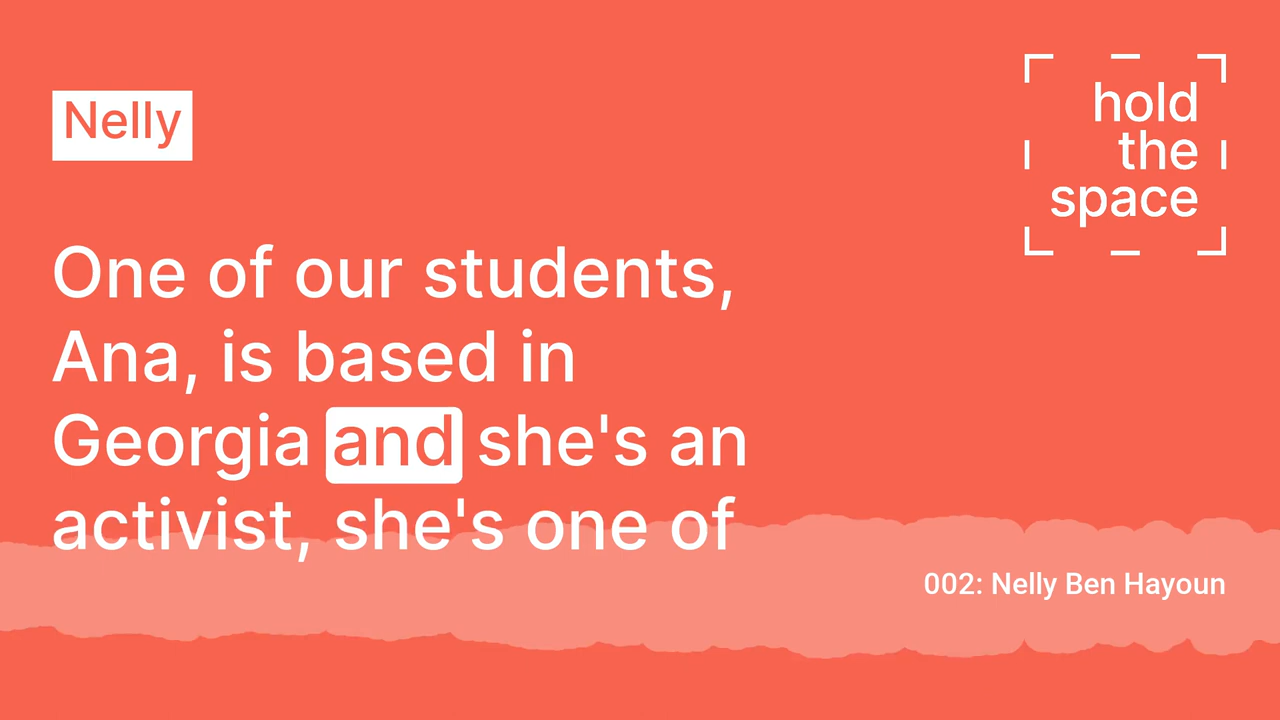 Nelly
hold
the
space
One of our students,
Ana, is based in
Georgia and she's an
activist, she's one of
002: Nelly Ben Hayoun